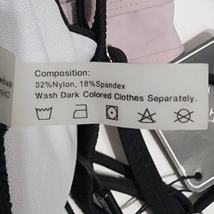 Composition:
32%Nylon, 18%Spandex
Wash Dark Colored Clothes Separately.